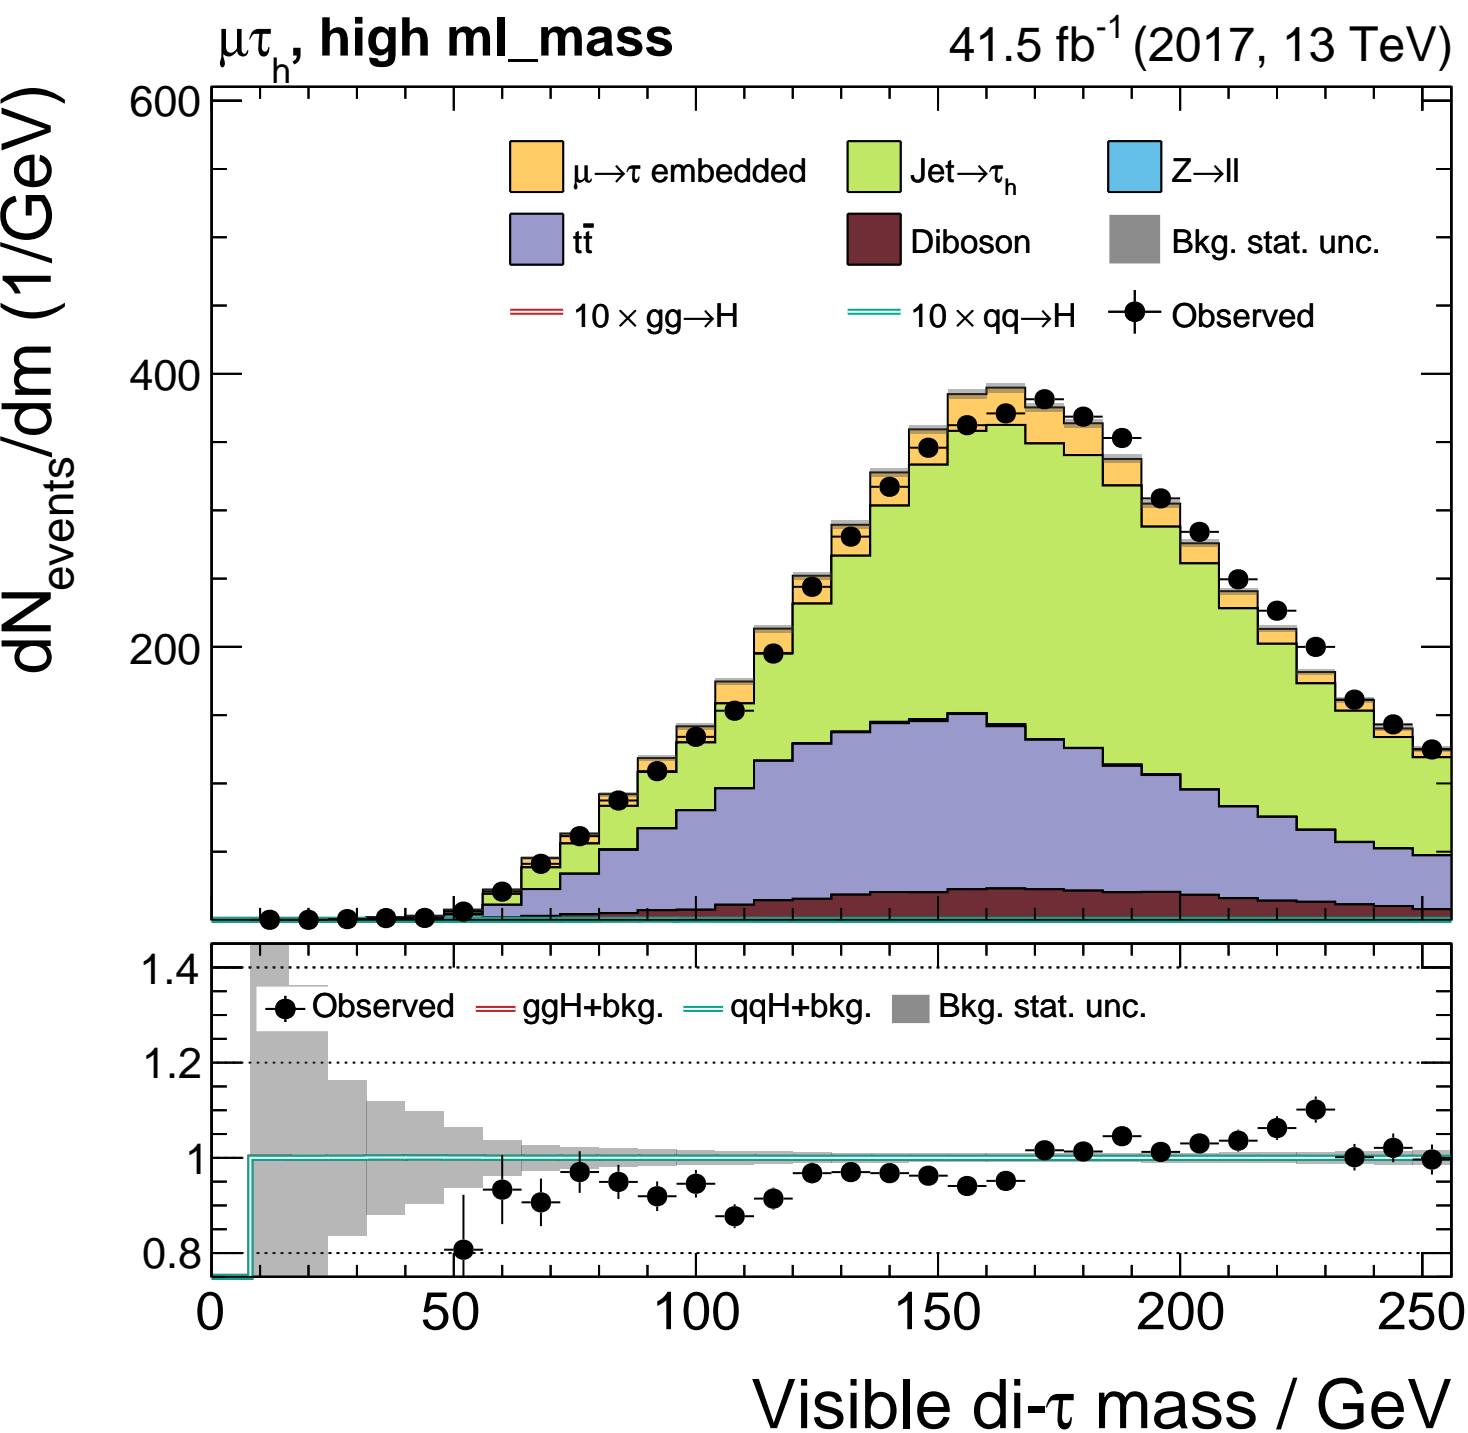 μτh, high ml_mass 41.5 fb-1 (2017, 13 TeV)
dNevents/dm (1/GeV)
600
400
200
μ→τ embedded Jet→τh Z→ll
tt̄ Diboson Bkg. stat. unc.
10 × gg→H 10 × qq→H Observed
1.4
1.2
1
0.8
Observed ggH+bkg. qqH+bkg. Bkg. stat. unc.
0 50 100 150 200 250
Visible di-τ mass / GeV